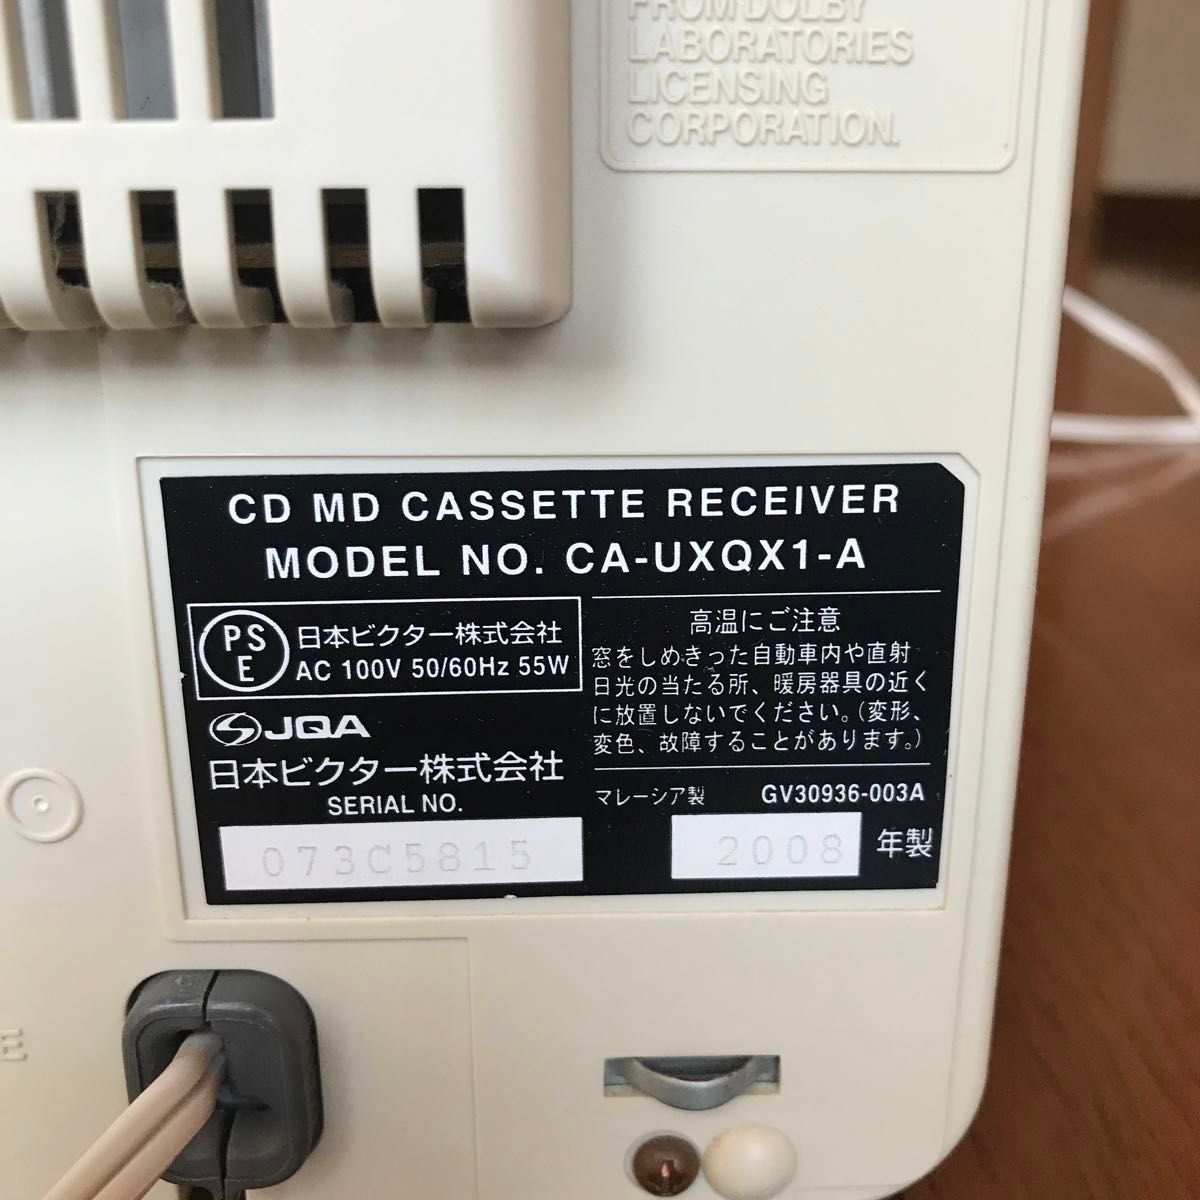 FROM DOLBY
LABORATORIES
LICENSING
CORPORATION.
CD MD CASSETTE RECEIVER
MODEL NO. CA-UXQX1-A
PS
E
日本ビクター株式会社
AC 100V 50/60Hz 55W
JQA
日本ビクター株式会社
SERIAL NO.
073C5815
高温にご注意
窓をしめきった自動車内や直射
日光の当たる所、暖房器具の近く
に放置しないでください。(変形、
変色、故障することがあります。)
マレーシア製 GV30936-003A
2008 年製
E